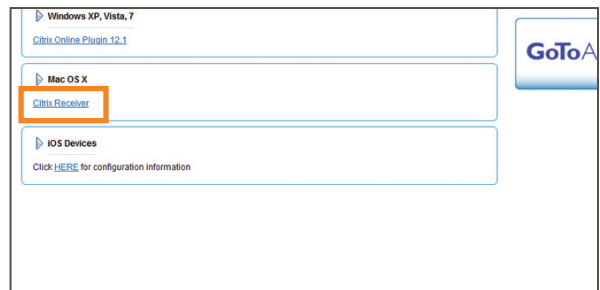 Windows XP, Vista, 7
Citrix Online Plugin 12.1
GoToA
Mac OS X
Citrix Receiver
iOS Devices
Click HERE for configuration information